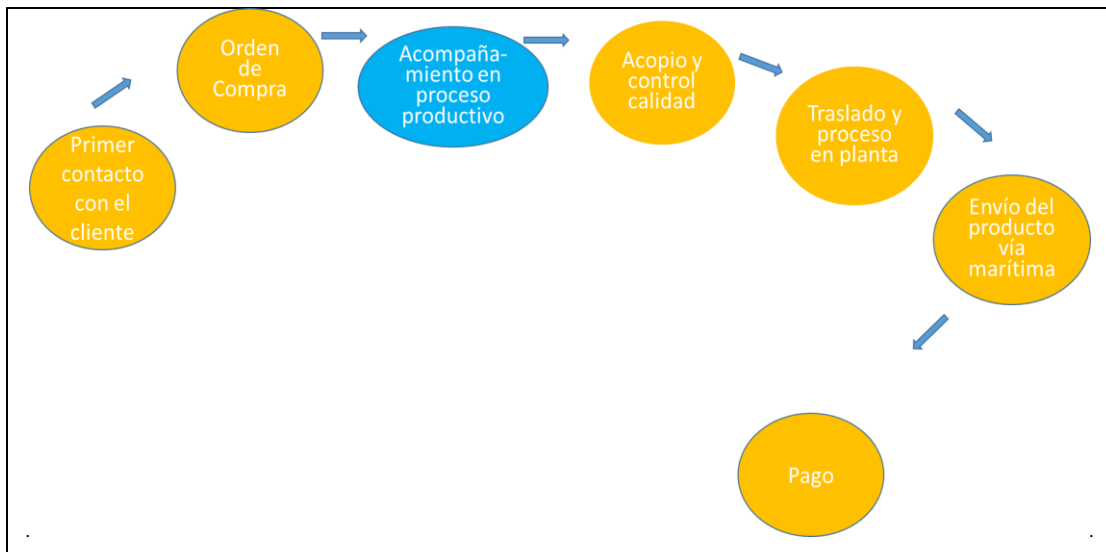 Primer
contacto
con el
cliente
Orden
de
Compra
Acompaña-
miento en
proceso
productivo
Acopio y
control
calidad
Traslado y
proceso
en planta
Envío del
producto
vía
marítima
Pago
.
.